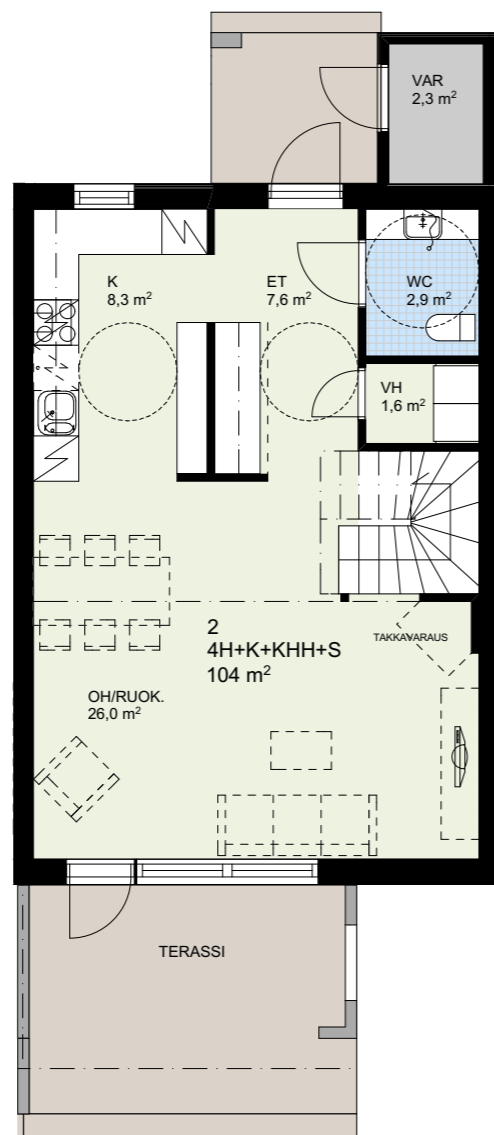 VAR
2,3 m²
K
8,3 m²
ET
7,6 m²
WC
2,9 m²
VH
1,6 m²
2
4H+K+KHH+S
104 m²
TAKKAVARAUS
OH/RUOK.
26,0 m²
TERASSI